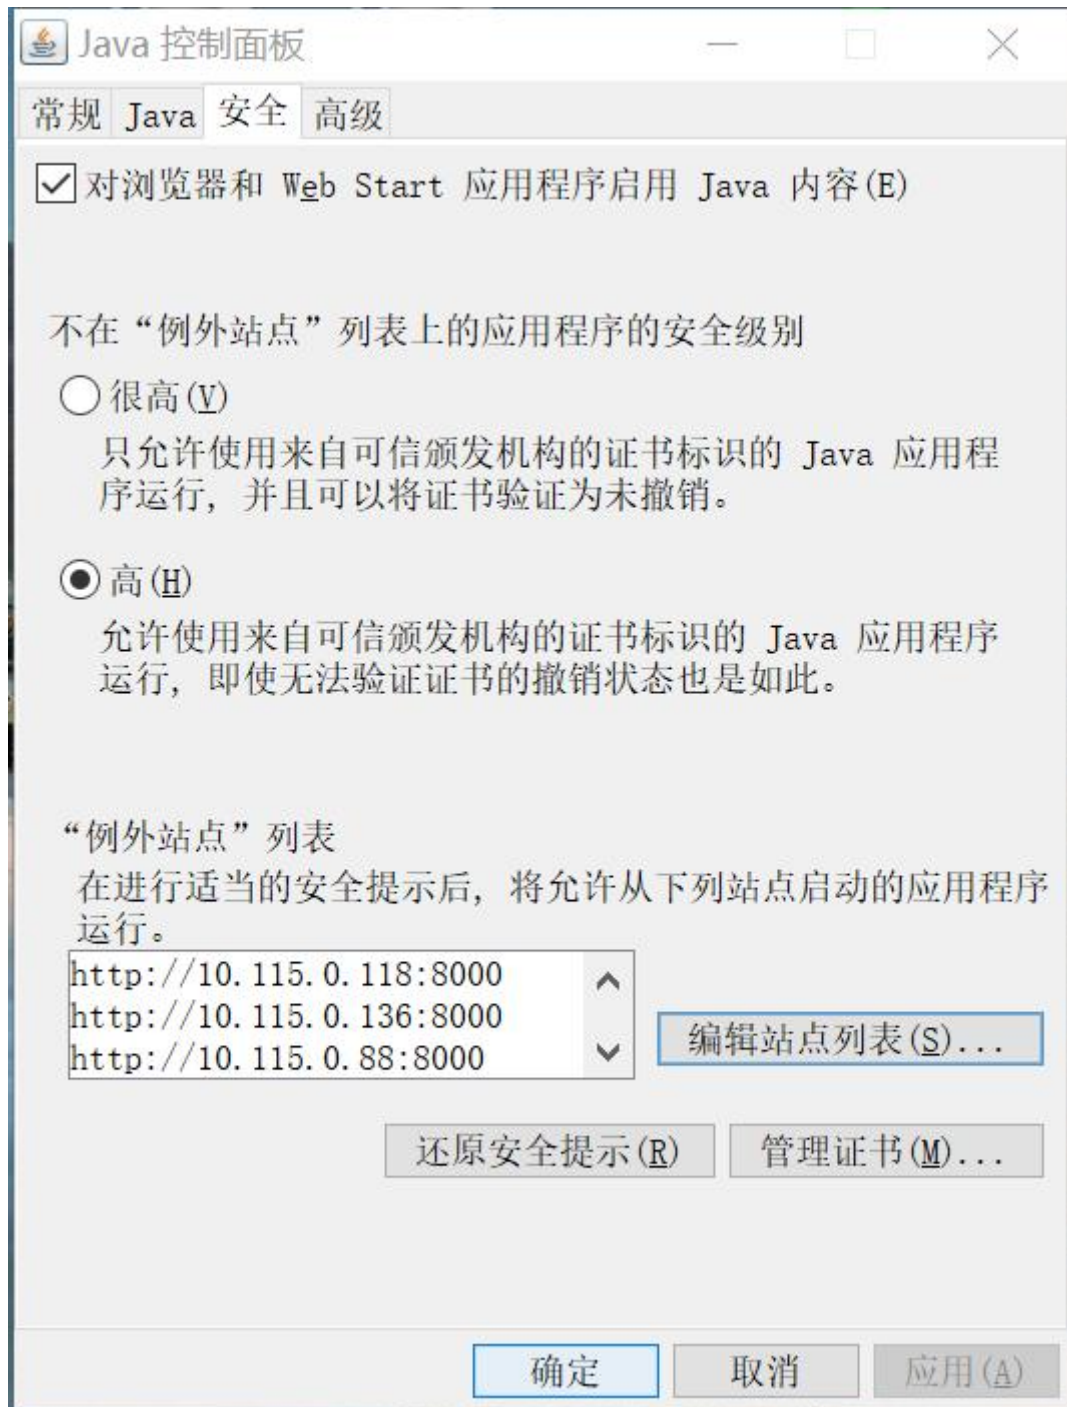 Java 控制面板
常规 Java 安全 高级
对浏览器和 Web Start 应用程序启用 Java 内容(E)
不在“例外站点”列表上的应用程序的安全级别
很高(V)
只允许使用来自可信颁发机构的证书标识的 Java 应用程
序运行, 并且可以将证书验证为未撤销。
高(H)
允许使用来自可信颁发机构的证书标识的 Java 应用程序
运行, 即使无法验证证书的撤销状态也是如此。
“例外站点”列表
在进行适当的安全提示后, 将允许从下列站点启动的应用程序
运行。
http://10.115.0.118:8000
http://10.115.0.136:8000
http://10.115.0.88:8000
编辑站点列表(S)...
还原安全提示(R) 管理证书(M)...
确定 取消 应用(A)